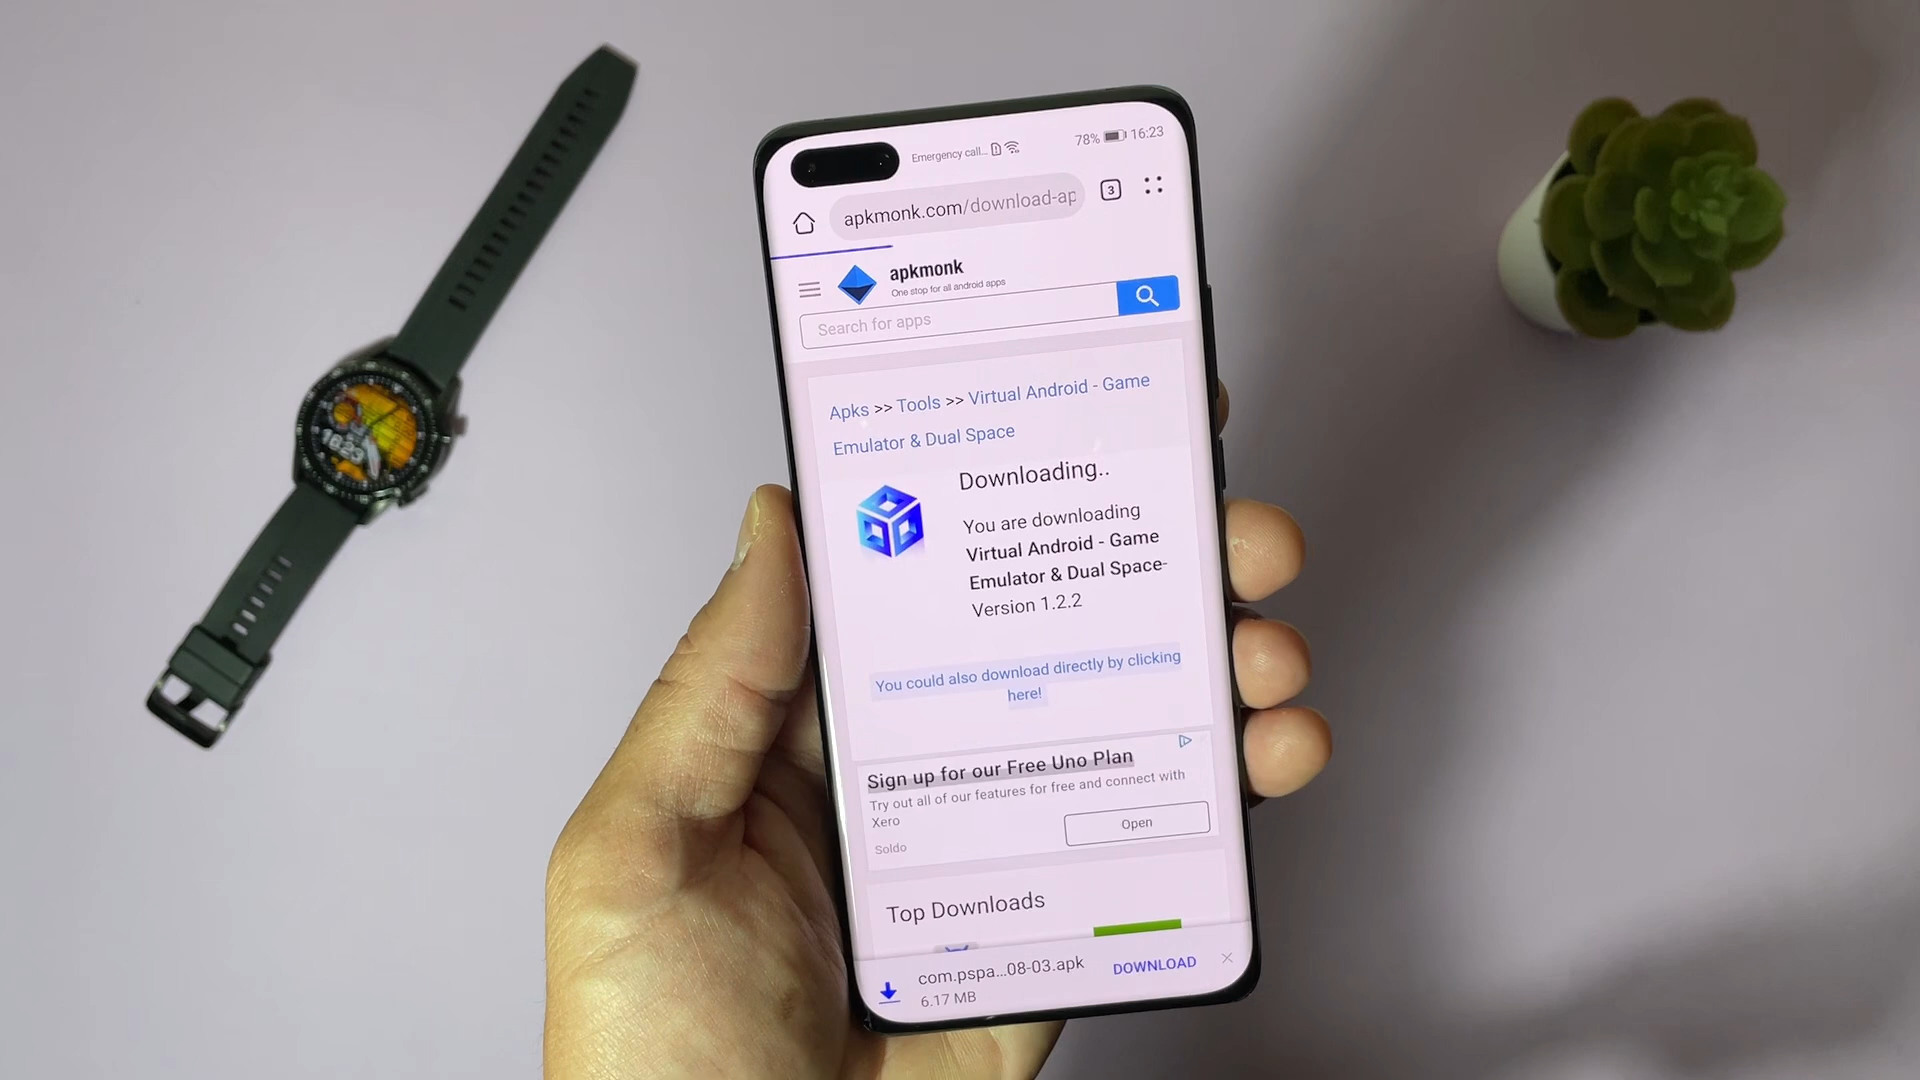 Emergency call...
78%
16:23
apkmonk.com/download-ap
3
apkmonk
One stop for all android apps
Search for apps
Apks >> Tools >> Virtual Android - Game
Emulator & Dual Space
Downloading..
You are downloading
Virtual Android - Game
Emulator & Dual Space-
Version 1.2.2
You could also download directly by clicking
here!
Sign up for our Free Uno Plan
Try out all of our features for free and connect with
Xero
Open
Soldo
Top Downloads
com.pspa...08-03.apk
DOWNLOAD
6.17 MB
16:23